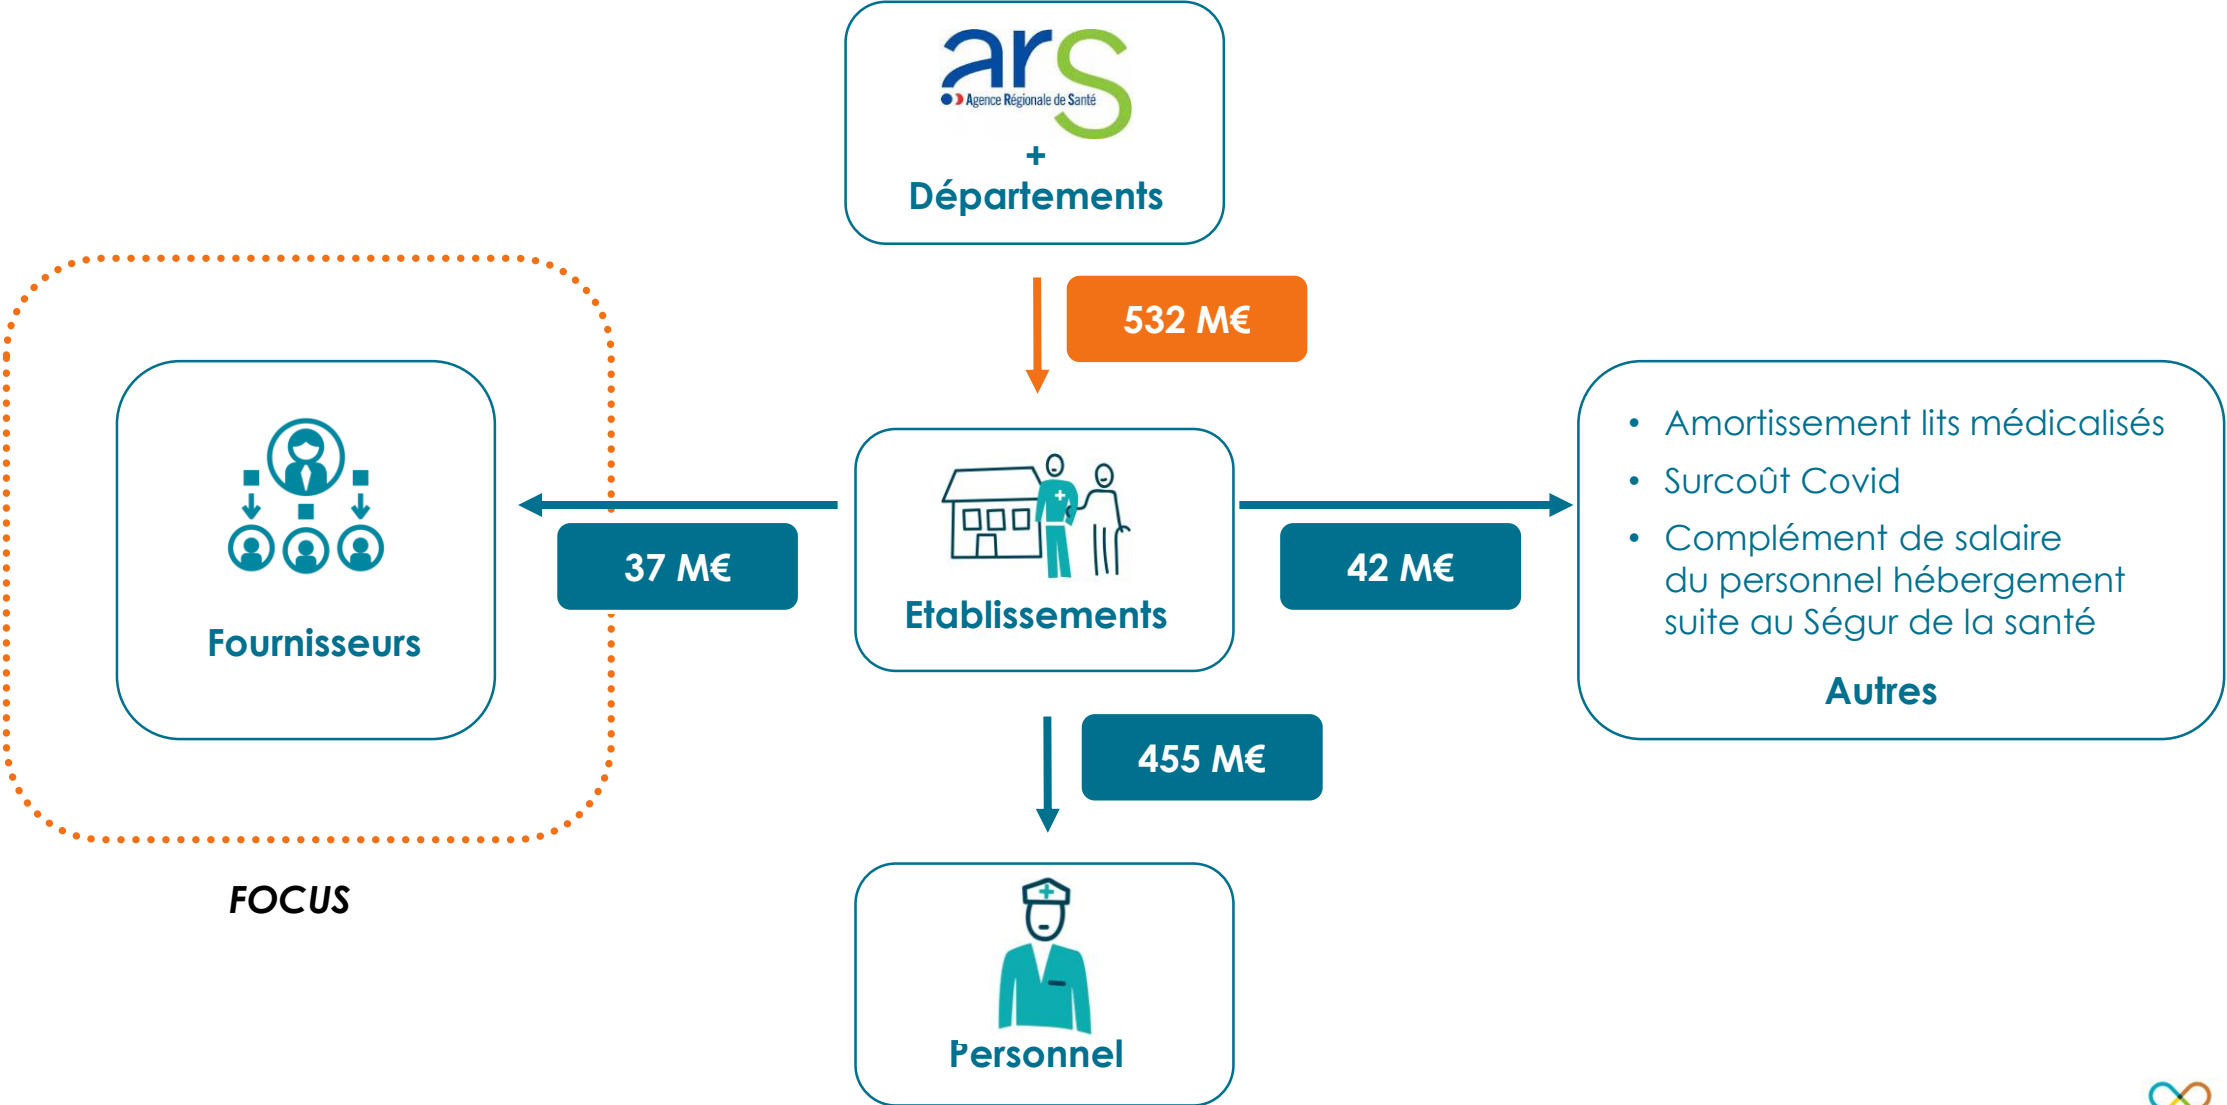 ars
Agence Régionale de Santé
+
Départements
532 M€
Fournisseurs
37 M€
Etablissements
42 M€
• Amortissement lits médicalisés
• Surcoût Covid
• Complément de salaire
du personnel hébergement
suite au Ségur de la santé
Autres
455 M€
FOCUS
Personnel